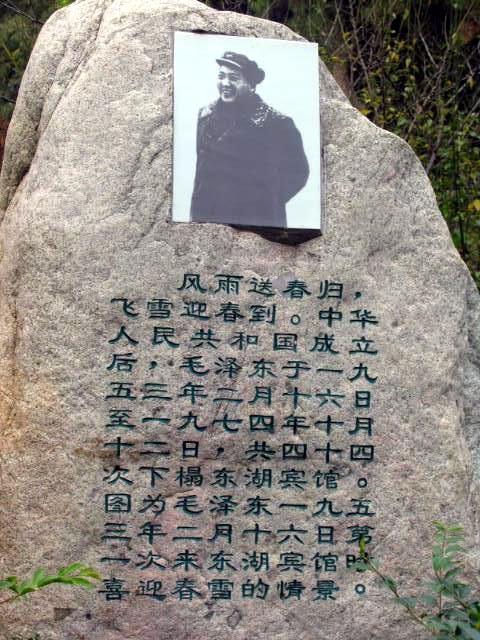 风雨送春归，
飞雪迎春到。中华
人民共和国成立
后，毛泽东于一九
五三年二月十六日
至一九七四年十月
十二日，共四十四
次下榻东湖宾馆。
图为毛泽东一九五
三年二月十六日第
一次来东湖宾馆时
喜迎春雪的情景。